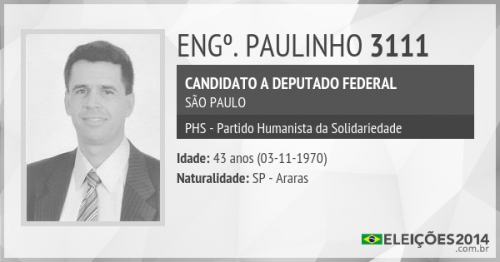 ENGº. PAULINHO 3111
CANDIDATO A DEPUTADO FEDERAL
SÃO PAULO
PHS - Partido Humanista da Solidariedade
Idade: 43 anos (03-11-1970)
Naturalidade: SP - Araras
ELEIÇÕES2014
.com.br